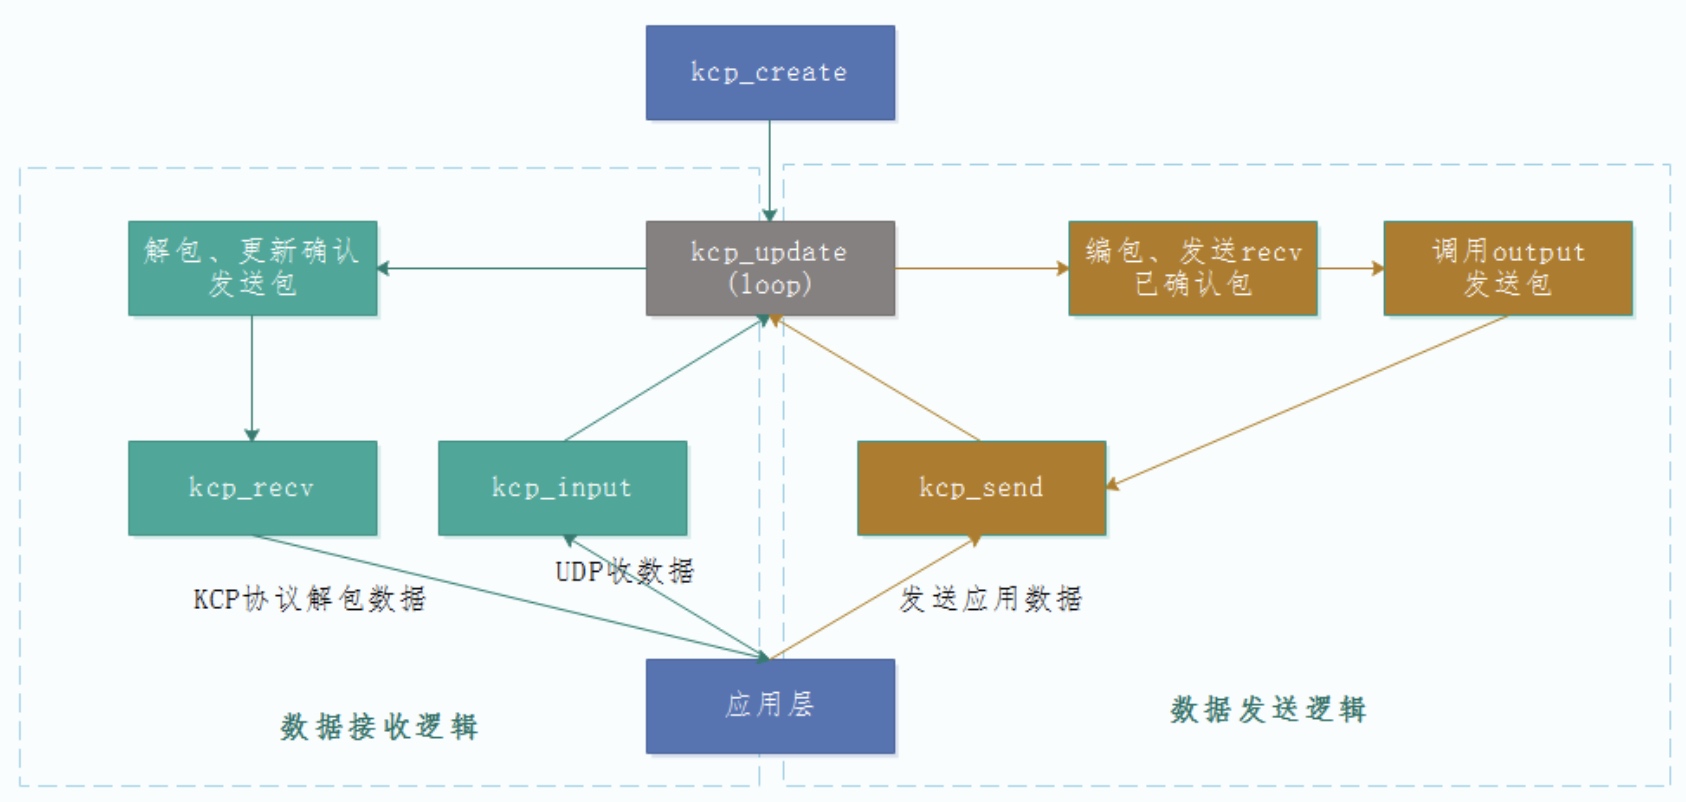 kcp_create
解包、更新确认
发送包
kcp_update
(loop)
编包、发送recv
已确认包
调用output
发送包
kcp_recv
kcp_input
kcp_send
UDP收数据
KCP协议解包数据
发送应用数据
应用层
数据接收逻辑
数据发送逻辑